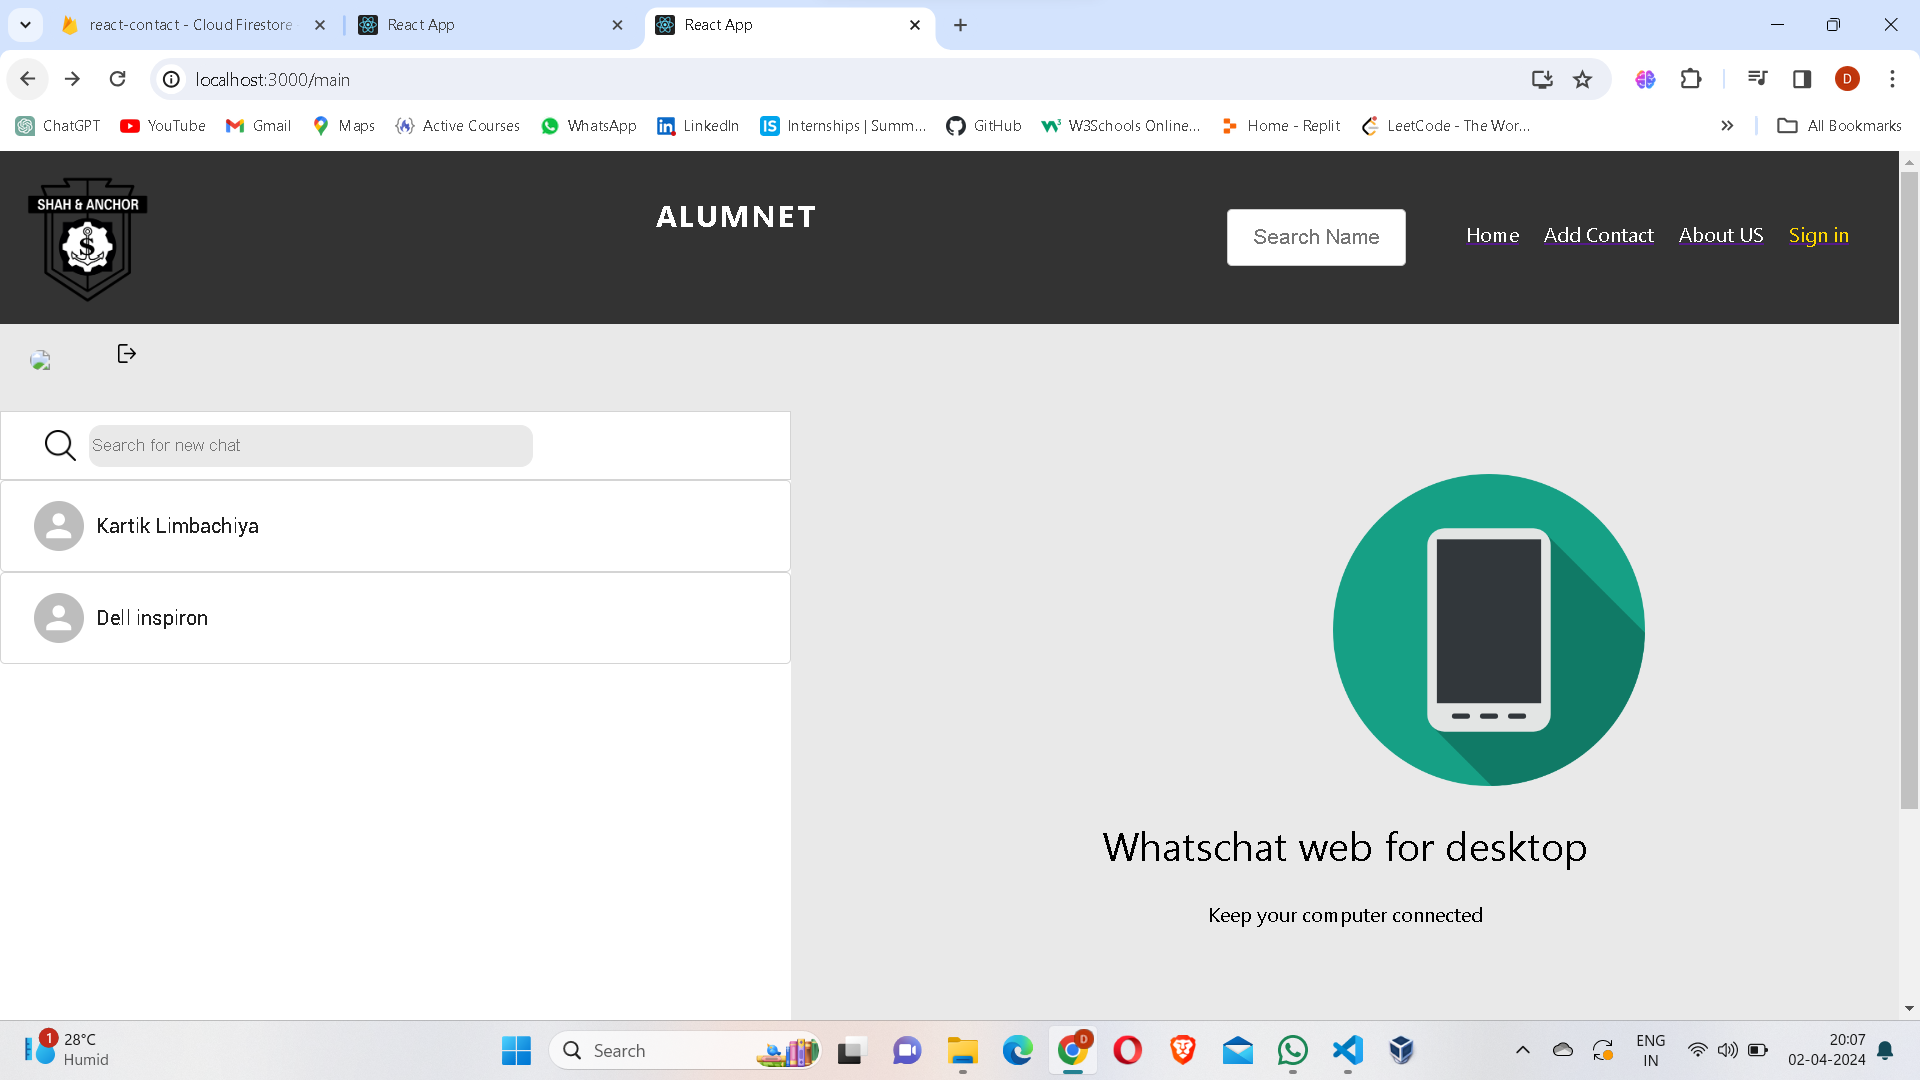 react-contact - Cloud Firestore
React App
React App
localhost:3000/main
D
ChatGPT
YouTube
Gmail
Maps
Active Courses
WhatsApp
LinkedIn
Internships | Summ...
GitHub
W3Schools Online...
Home - Replit
LeetCode - The Wor...
All Bookmarks
SHAH & ANCHOR
S
ALUMNET
Search Name
Home
Add Contact
About US
Sign in
Search for new chat
Kartik Limbachiya
Dell inspiron
Whatschat web for desktop
Keep your computer connected
1
28°C
Humid
Search
D
ENG
IN
20:07
02-04-2024